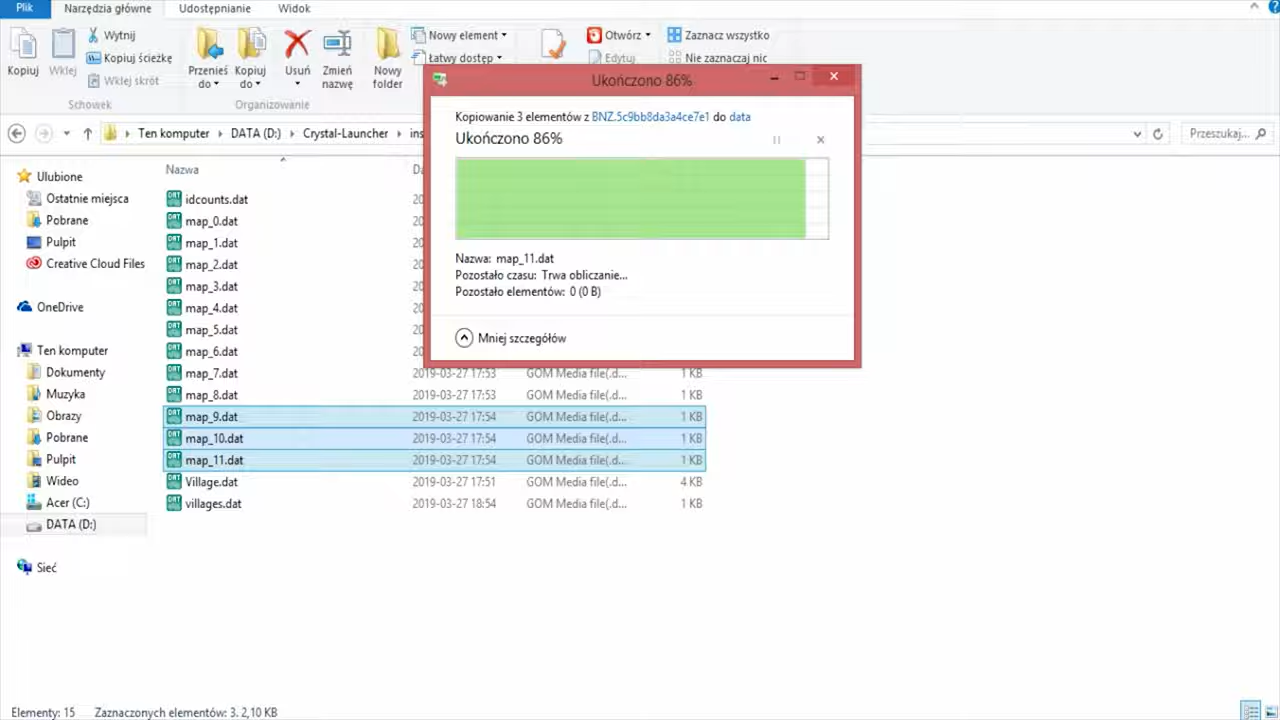 Plik Narzędzia główne Udostępnianie Widok
Kopiuj Wklej Wytnij Kopiuj ścieżkę Wklej skrót Przenieś do Kopiuj do Usuń Zmień nazwę Nowy folder Nowy element Łatwy dostęp Otwórz Edytuj Zaznacz wszystko Nie zaznaczaj nic
Schowek Organizowanie
Ukończono 86%
Ten komputer DATA (D:) Crystal-Launcher ins Przeszukaj...
Kopiowanie 3 elementów z BNZ.5c9bb8da3a4ce7e1 do data
Ukończono 86%
Nazwa: map_11.dat
Pozostało czasu: Trwa obliczanie...
Pozostało elementów: 0 (0 B)
Mniej szczegółów
Ulubione
Ostatnie miejsca
Pobrane
Pulpit
Creative Cloud Files
OneDrive
Ten komputer
Dokumenty
Muzyka
Obrazy
Pobrane
Pulpit
Wideo
Acer (C:)
DATA (D:)
Sieć
Nazwa
idcounts.dat
map_0.dat
map_1.dat
map_2.dat
map_3.dat
map_4.dat
map_5.dat
map_6.dat
map_7.dat 2019-03-27 17:53 GOM Media file(.d... 1 KB
map_8.dat 2019-03-27 17:53 GOM Media file(.d... 1 KB
map_9.dat 2019-03-27 17:54 GOM Media file(.d... 1 KB
map_10.dat 2019-03-27 17:54 GOM Media file(.d... 1 KB
map_11.dat 2019-03-27 17:54 GOM Media file(.d... 1 KB
Village.dat 2019-03-27 17:51 GOM Media file(.d... 4 KB
villages.dat 2019-03-27 18:54 GOM Media file(.d... 1 KB
Elementy: 15 Zaznaczonych elementów: 3. 2,10 KB